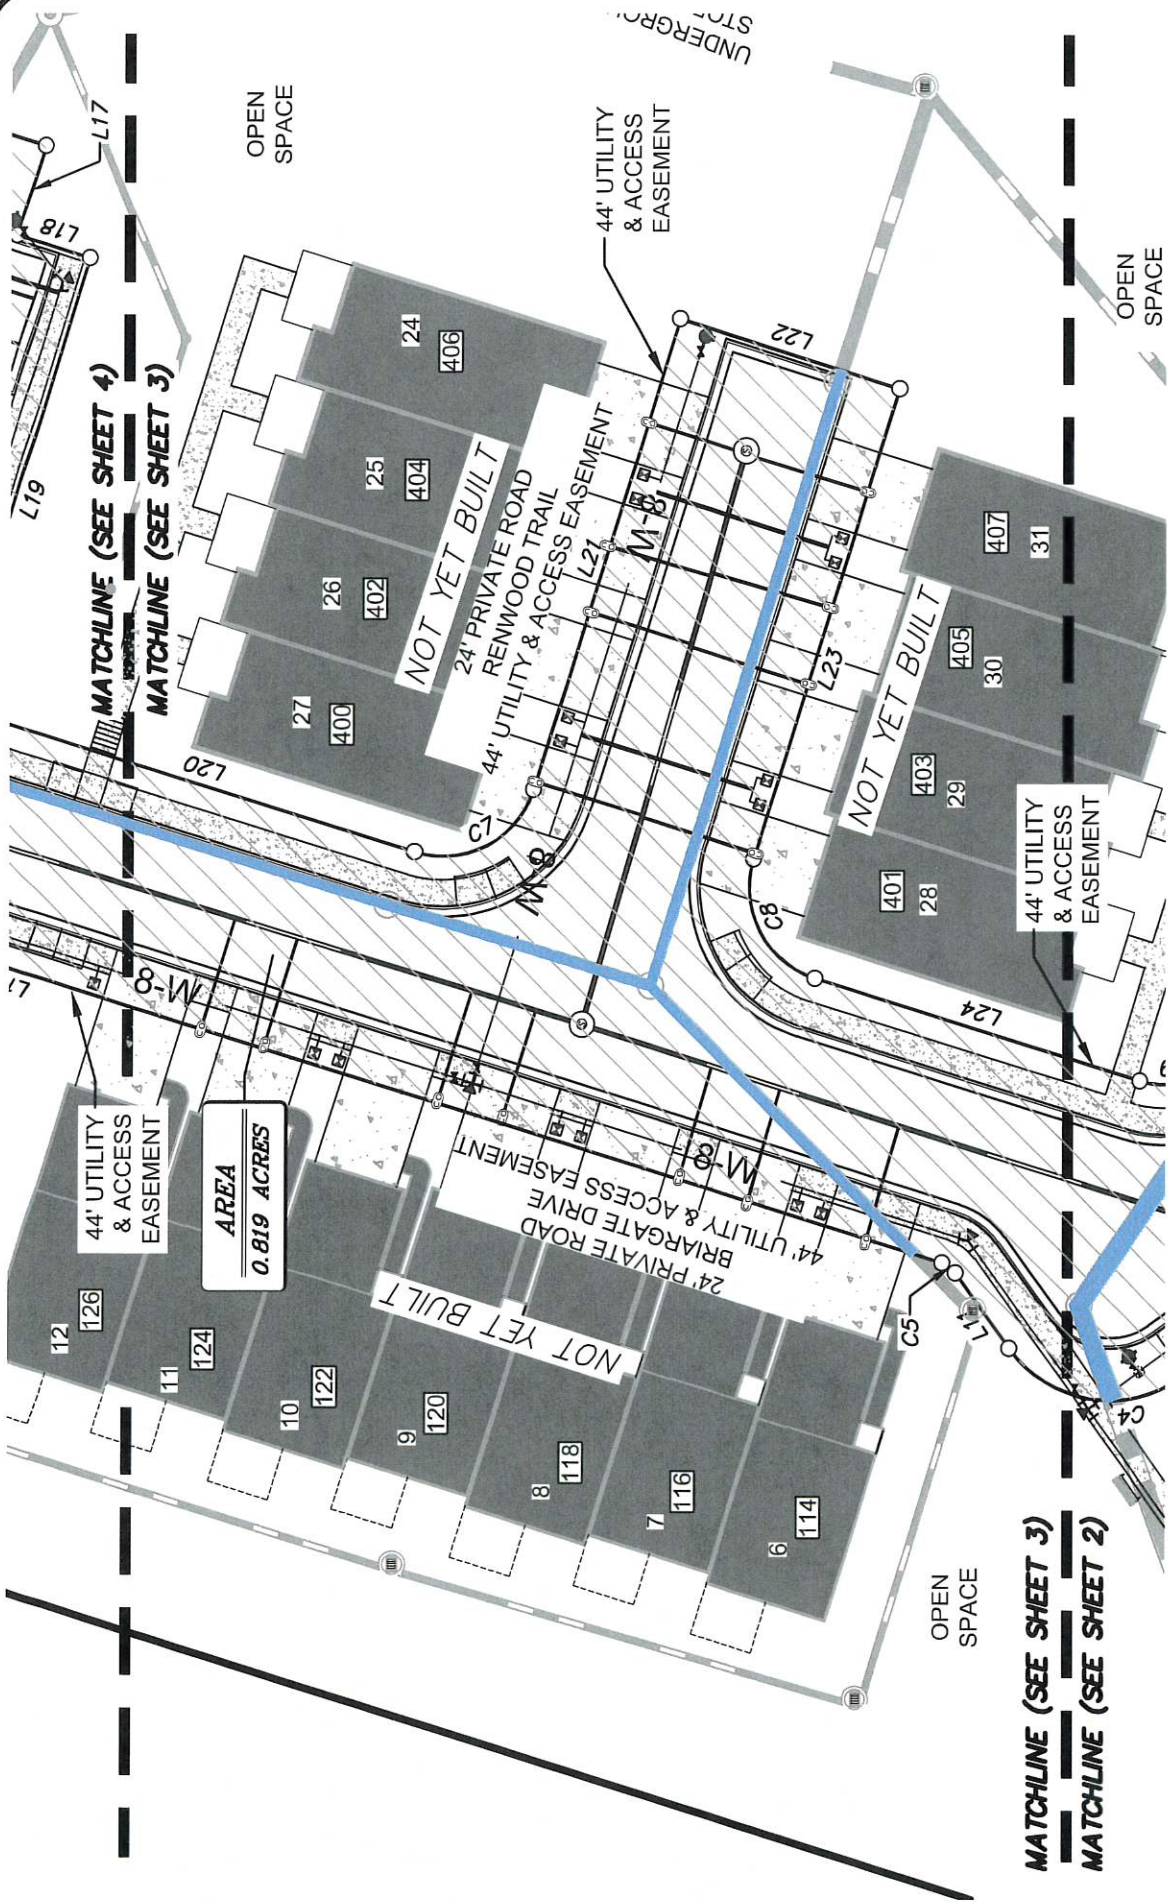 L17
L18
L19
OPEN
SPACE
UNDERGROU
STO
MATCHLINE (SEE SHEET 4)
MATCHLINE (SEE SHEET 3)
44' UTILITY
& ACCESS
EASEMENT
24
406
25
404
26
402
27
400
NOT YET BUILT
24' PRIVATE ROAD
RENWOOD TRAIL
44' UTILITY & ACCESS EASEMENT
L20
L21
L22
L23
C7
8-W
8-W
OPEN
SPACE
407
31
405
30
403
29
401
28
NOT YET BUILT
C8
L24
44' UTILITY
& ACCESS
EASEMENT
L7
8-W
44' UTILITY
& ACCESS
EASEMENT
AREA
0.819 ACRES
8-W
24' PRIVATE ROAD
BRIARGATE DRIVE
44' UTILITY & ACCESS EASEMENT
NOT YET BUILT
12
126
11
124
10
122
9
120
8
118
7
116
6
114
C5
L11
C4
OPEN
SPACE
MATCHLINE (SEE SHEET 3)
MATCHLINE (SEE SHEET 2)